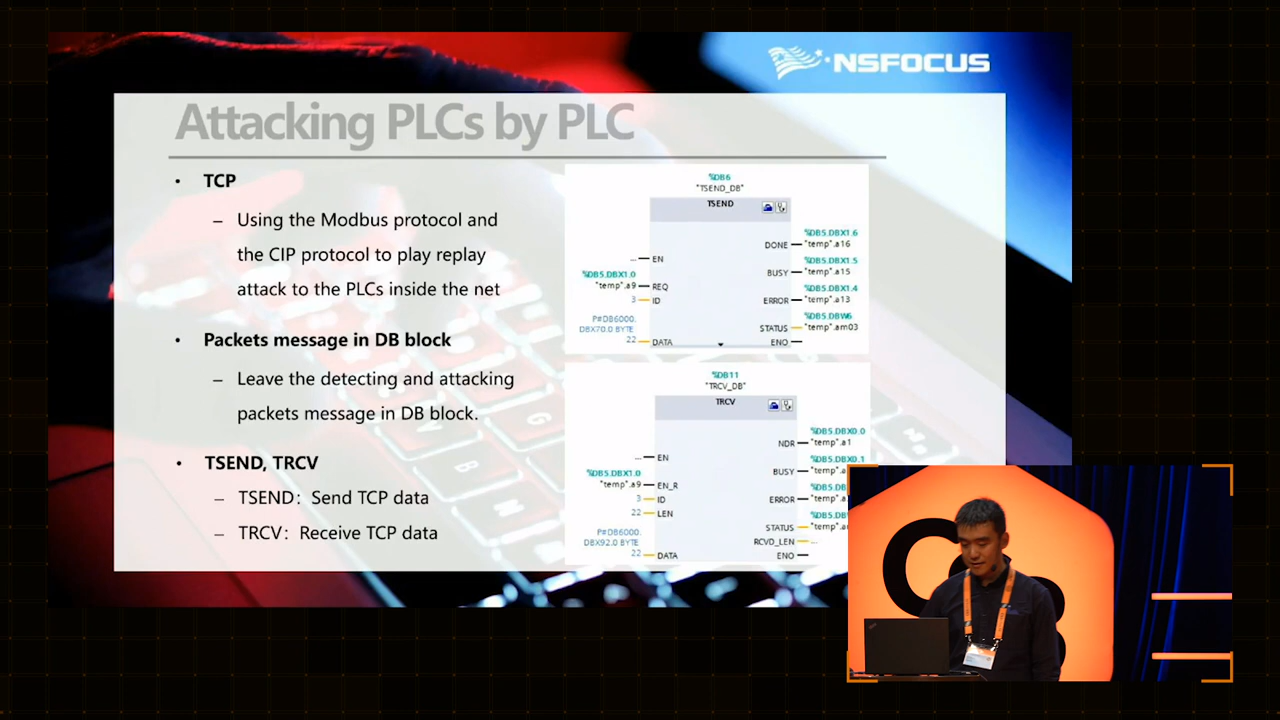 NSFOCUS
Attacking PLCs by PLC
• TCP
– Using the Modbus protocol and
the CIP protocol to play replay
attack to the PLCs inside the net
• Packets message in DB block
– Leave the detecting and attacking
packets message in DB block.
• TSEND, TRCV
– TSEND：Send TCP data
– TRCV：Receive TCP data
%DB6
"TSEND_DB"
TSEND
%DB5.DBX1.6
DONE "temp".a16
... EN
%DB5.DBX1.5
%DB5.DBX1.0
BUSY "temp".a15
"temp".a9 REQ
%DB5.DBX1.4
3 ID
ERROR "temp".a13
P#DB6000.
%DB5.DBW6
DBX70.0 BYTE
STATUS "temp".am03
22 DATA
ENO
%DB11
"TRCV_DB"
TRCV
%DB5.DBX0.0
NDR "temp".a1
... EN
%DB5.DBX0.1
%DB5.DBX1.0
BUSY "temp".a
"temp".a9 EN_R
3 ID
ERROR "temp".a
22 LEN
P#DB6000.
STATUS "temp".a
DBX92.0 BYTE
RCVD_LEN ...
22 DATA
ENO